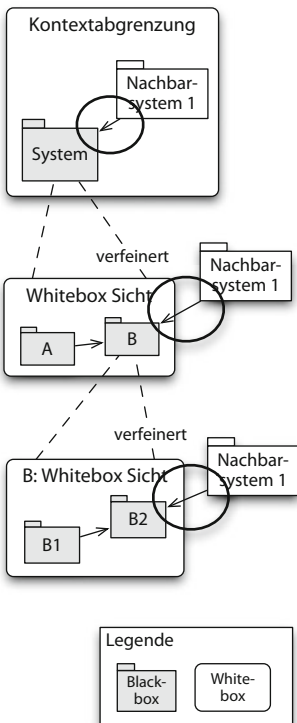 Kontextabgrenzung
Nachbar-
system 1
System
verfeinert
Nachbar-
system 1
Whitebox Sicht
A
B
verfeinert
Nachbar-
system 1
B: Whitebox Sicht
B1
B2
Legende
Black-
box
White-
box